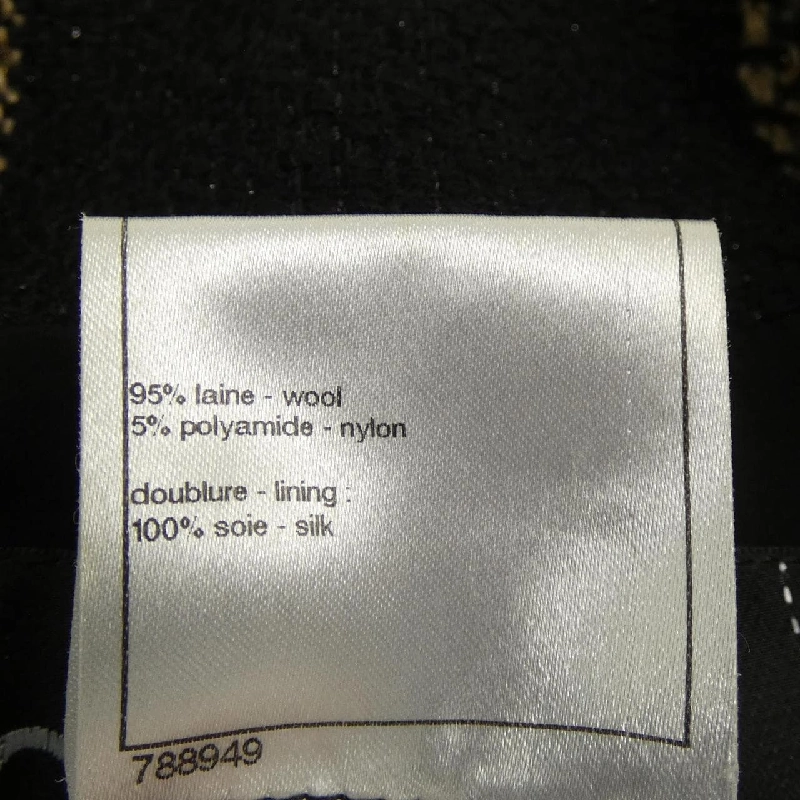 95% laine - wool
5% polyamide - nylon
doublure - lining :
100% soie - silk
788949